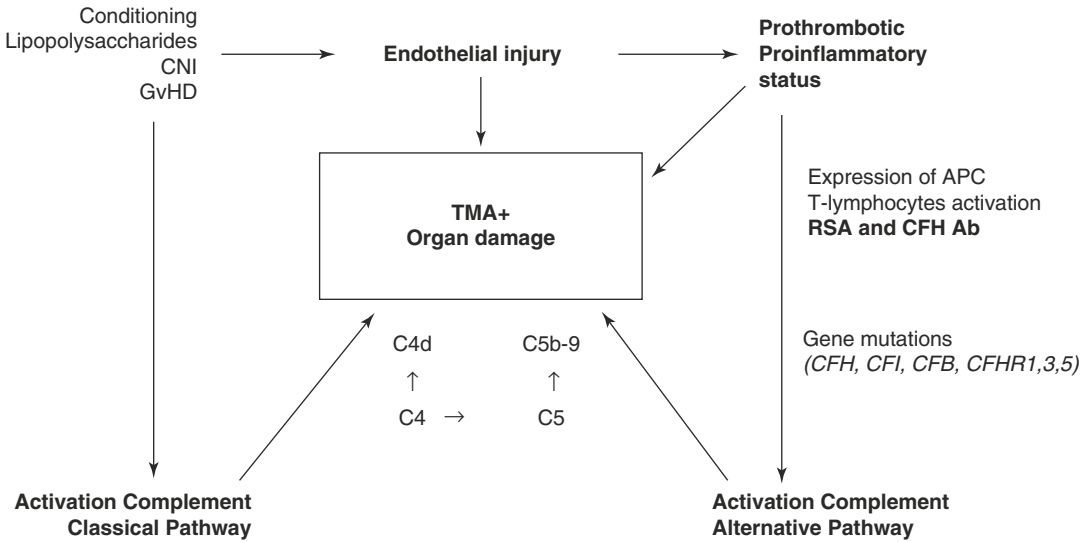 Conditioning
Lipopolysaccharides
CNI
GvHD
Endothelial injury
Prothrombotic
Proinflammatory
status
TMA+
Organ damage
Expression of APC
T-lymphocytes activation
RSA and CFH Ab
Gene mutations
(CFH, CFI, CFB, CFHR1,3,5)
C4d
C5b-9
↑
↑
C4 →
C5
Activation Complement
Classical Pathway
Activation Complement
Alternative Pathway